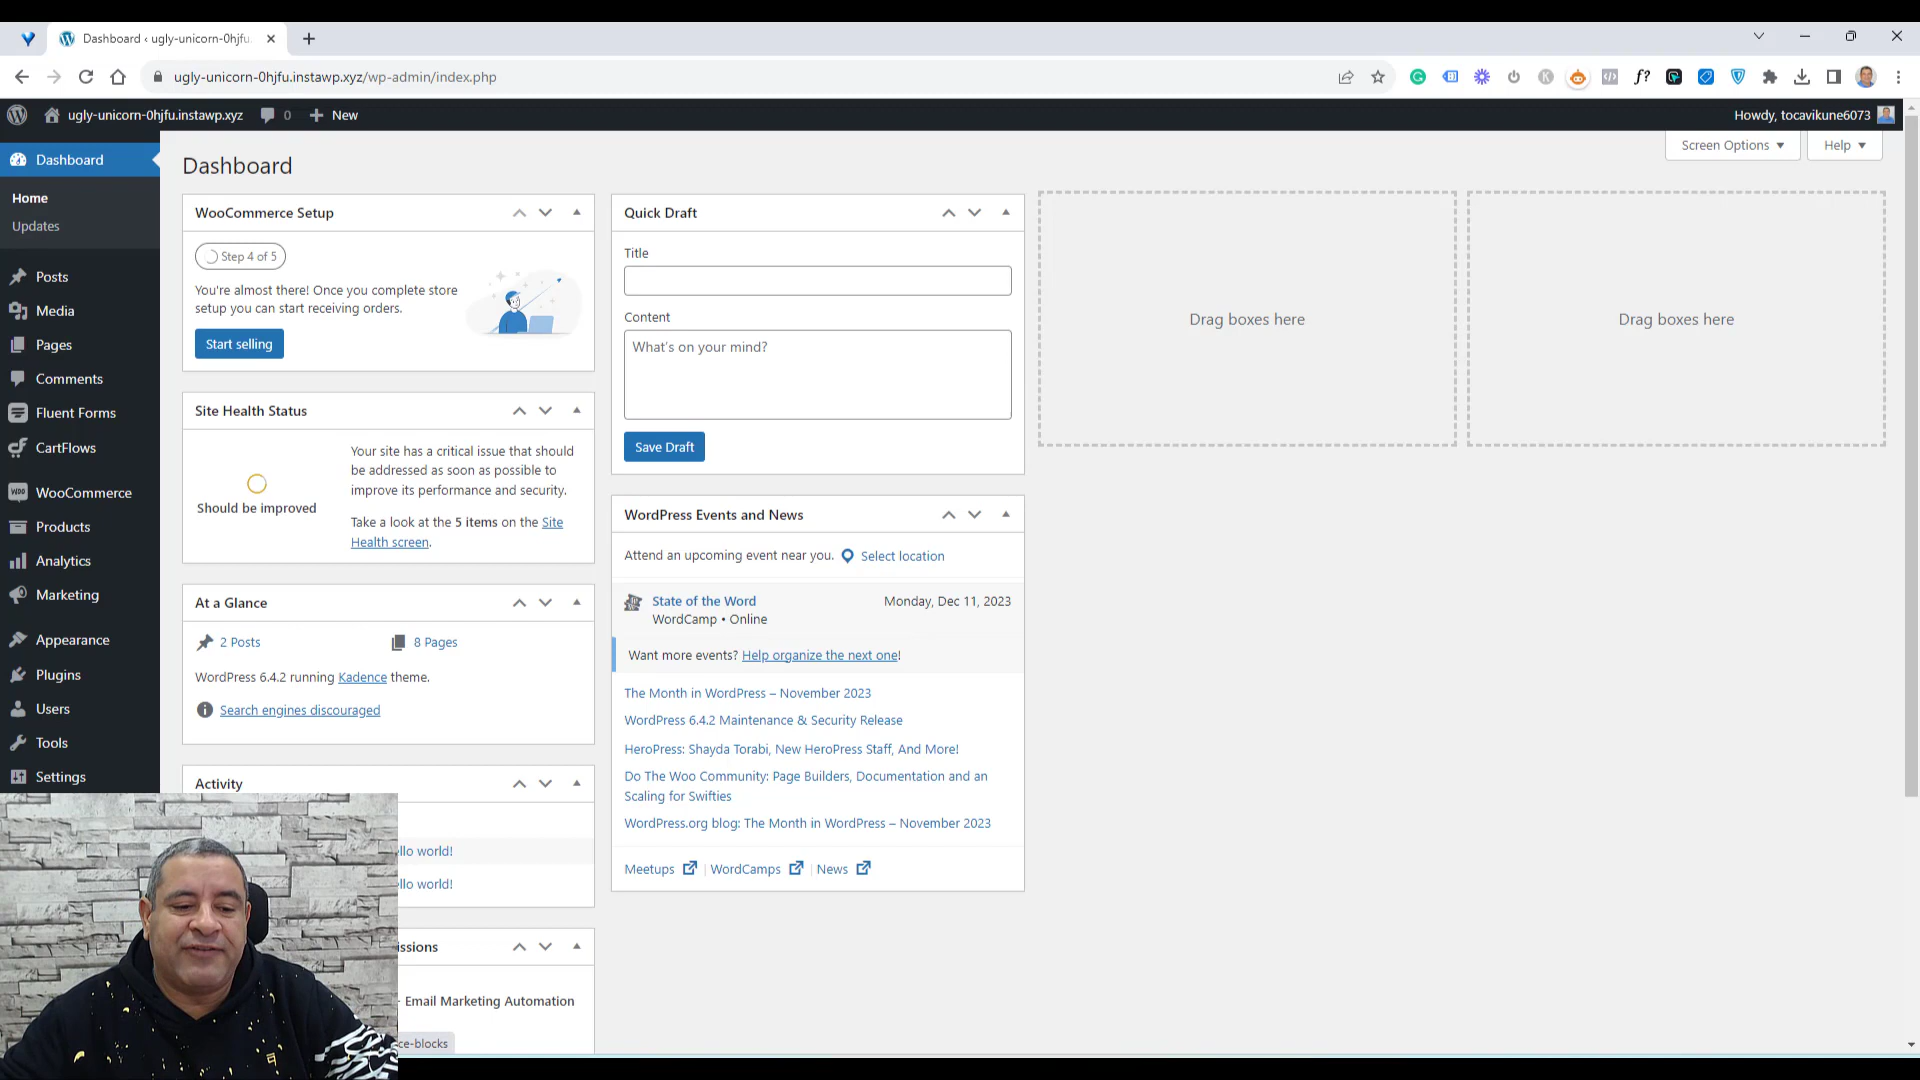 Dashboard ‹ ugly-unicorn-0hjfu
ugly-unicorn-0hjfu.instawp.xyz/wp-admin/index.php
ugly-unicorn-0hjfu.instawp.xyz 0 New
Howdy, tocavikune6073
Dashboard
Home
Updates
Posts
Media
Pages
Comments
Fluent Forms
CartFlows
WooCommerce
Products
Analytics
Marketing
Appearance
Plugins
Users
Tools
Settings
Screen Options
Help
Dashboard
WooCommerce Setup
Step 4 of 5
You're almost there! Once you complete store
setup you can start receiving orders.
Start selling
Site Health Status
Should be improved
Your site has a critical issue that should
be addressed as soon as possible to
improve its performance and security.
Take a look at the 5 items on the Site
Health screen.
At a Glance
2 Posts
8 Pages
WordPress 6.4.2 running Kadence theme.
Search engines discouraged
Activity
llo world!
llo world!
issions
- Email Marketing Automation
ce-blocks
Quick Draft
Title
Content
What's on your mind?
Save Draft
WordPress Events and News
Attend an upcoming event near you. Select location
State of the Word
Monday, Dec 11, 2023
WordCamp • Online
Want more events? Help organize the next one!
The Month in WordPress – November 2023
WordPress 6.4.2 Maintenance & Security Release
HeroPress: Shayda Torabi, New HeroPress Staff, And More!
Do The Woo Community: Page Builders, Documentation and an
Scaling for Swifties
WordPress.org blog: The Month in WordPress – November 2023
Meetups | WordCamps | News
Drag boxes here
Drag boxes here